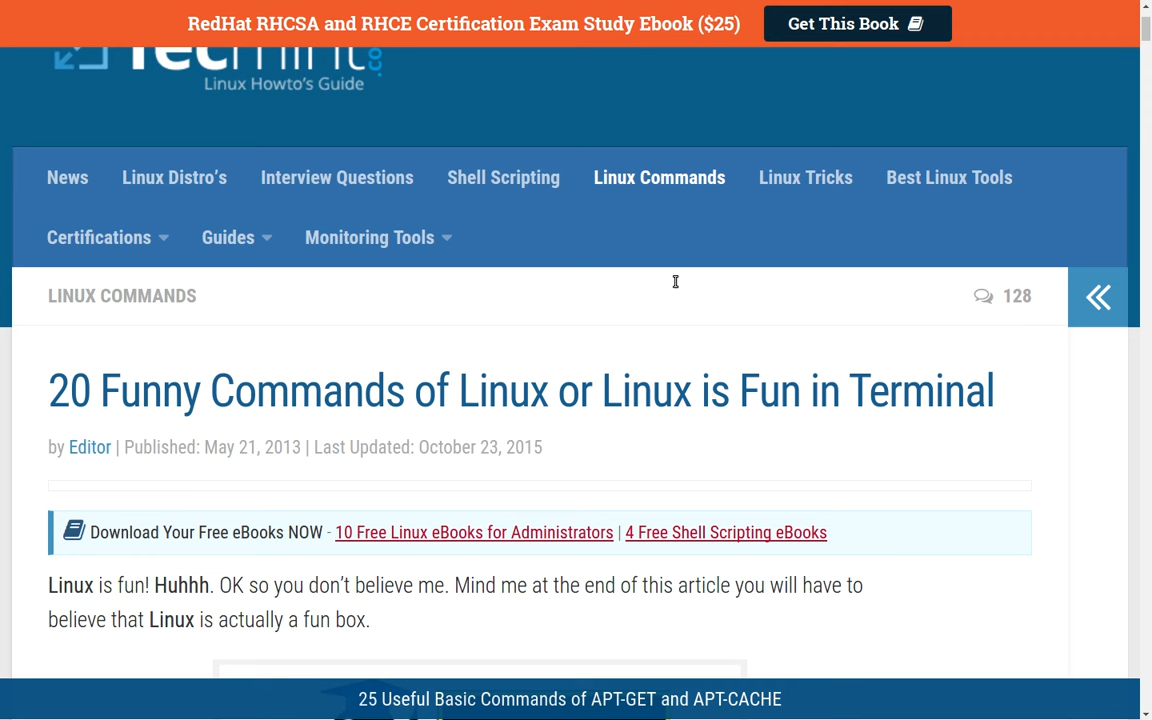 RedHat RHCSA and RHCE Certification Exam Study Ebook ($25)
Get This Book
Tecmint.co
Linux Howto's Guide
News
Linux Distro's
Interview Questions
Shell Scripting
Linux Commands
Linux Tricks
Best Linux Tools
Certifications
Guides
Monitoring Tools
LINUX COMMANDS
128
20 Funny Commands of Linux or Linux is Fun in Terminal
by Editor | Published: May 21, 2013 | Last Updated: October 23, 2015
Download Your Free eBooks NOW - 10 Free Linux eBooks for Administrators | 4 Free Shell Scripting eBooks
Linux is fun! Huhhh. OK so you don’t believe me. Mind me at the end of this article you will have to
believe that Linux is actually a fun box.
25 Useful Basic Commands of APT-GET and APT-CACHE